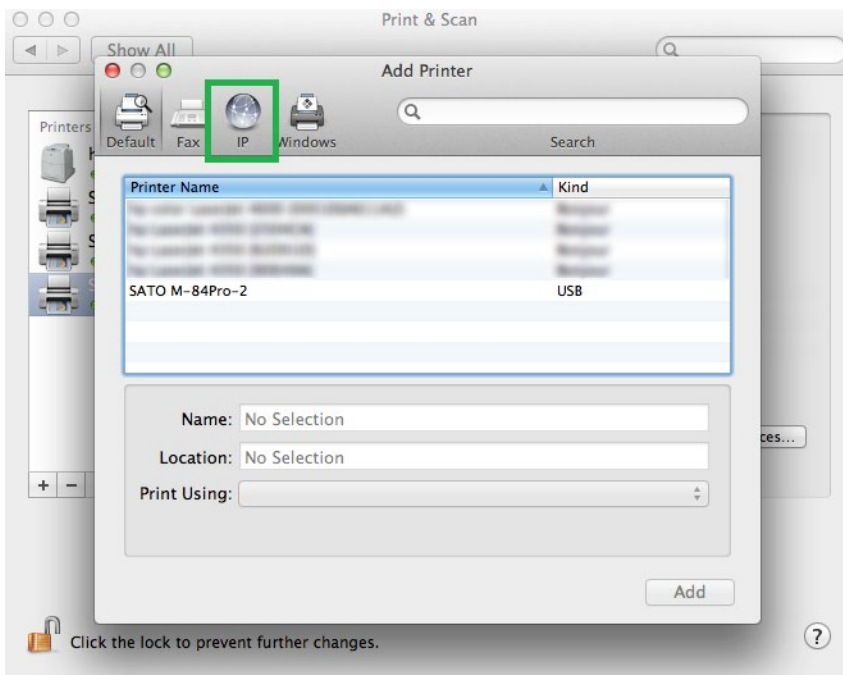 Print & Scan
Show All
Add Printer
Default Fax IP Windows
Search
Printers
Printer Name Kind
SATO M-84Pro-2 USB
Name: No Selection
Location: No Selection
Print Using:
ces...
+ −
Add
Click the lock to prevent further changes.
?